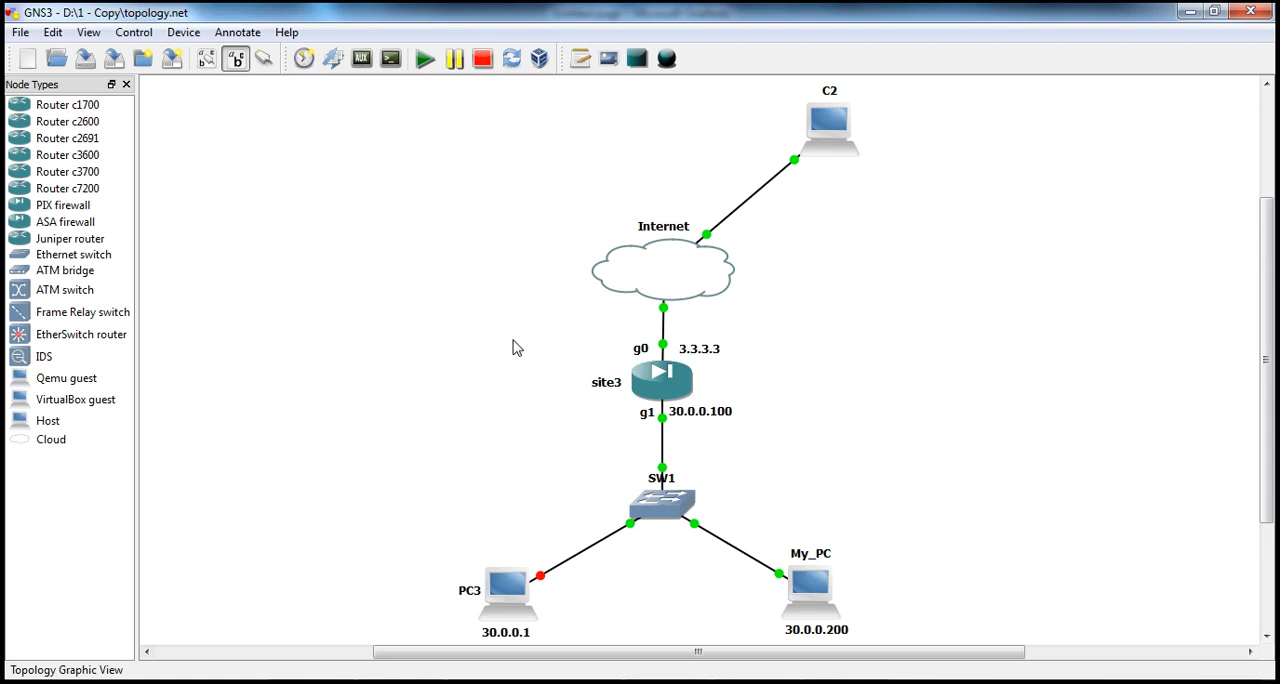 GNS3 - D:\1 - Copy\topology.net
File Edit View Control Device Annotate Help
AUX
Node Types
Router c1700
Router c2600
Router c2691
Router c3600
Router c3700
Router c7200
PIX firewall
ASA firewall
Juniper router
Ethernet switch
ATM bridge
ATM switch
Frame Relay switch
EtherSwitch router
IDS
Qemu guest
VirtualBox guest
Host
Cloud
C2
Internet
g0 3.3.3.3
site3
g1 30.0.0.100
SW1
My_PC
PC3
30.0.0.200
30.0.0.1
Topology Graphic View